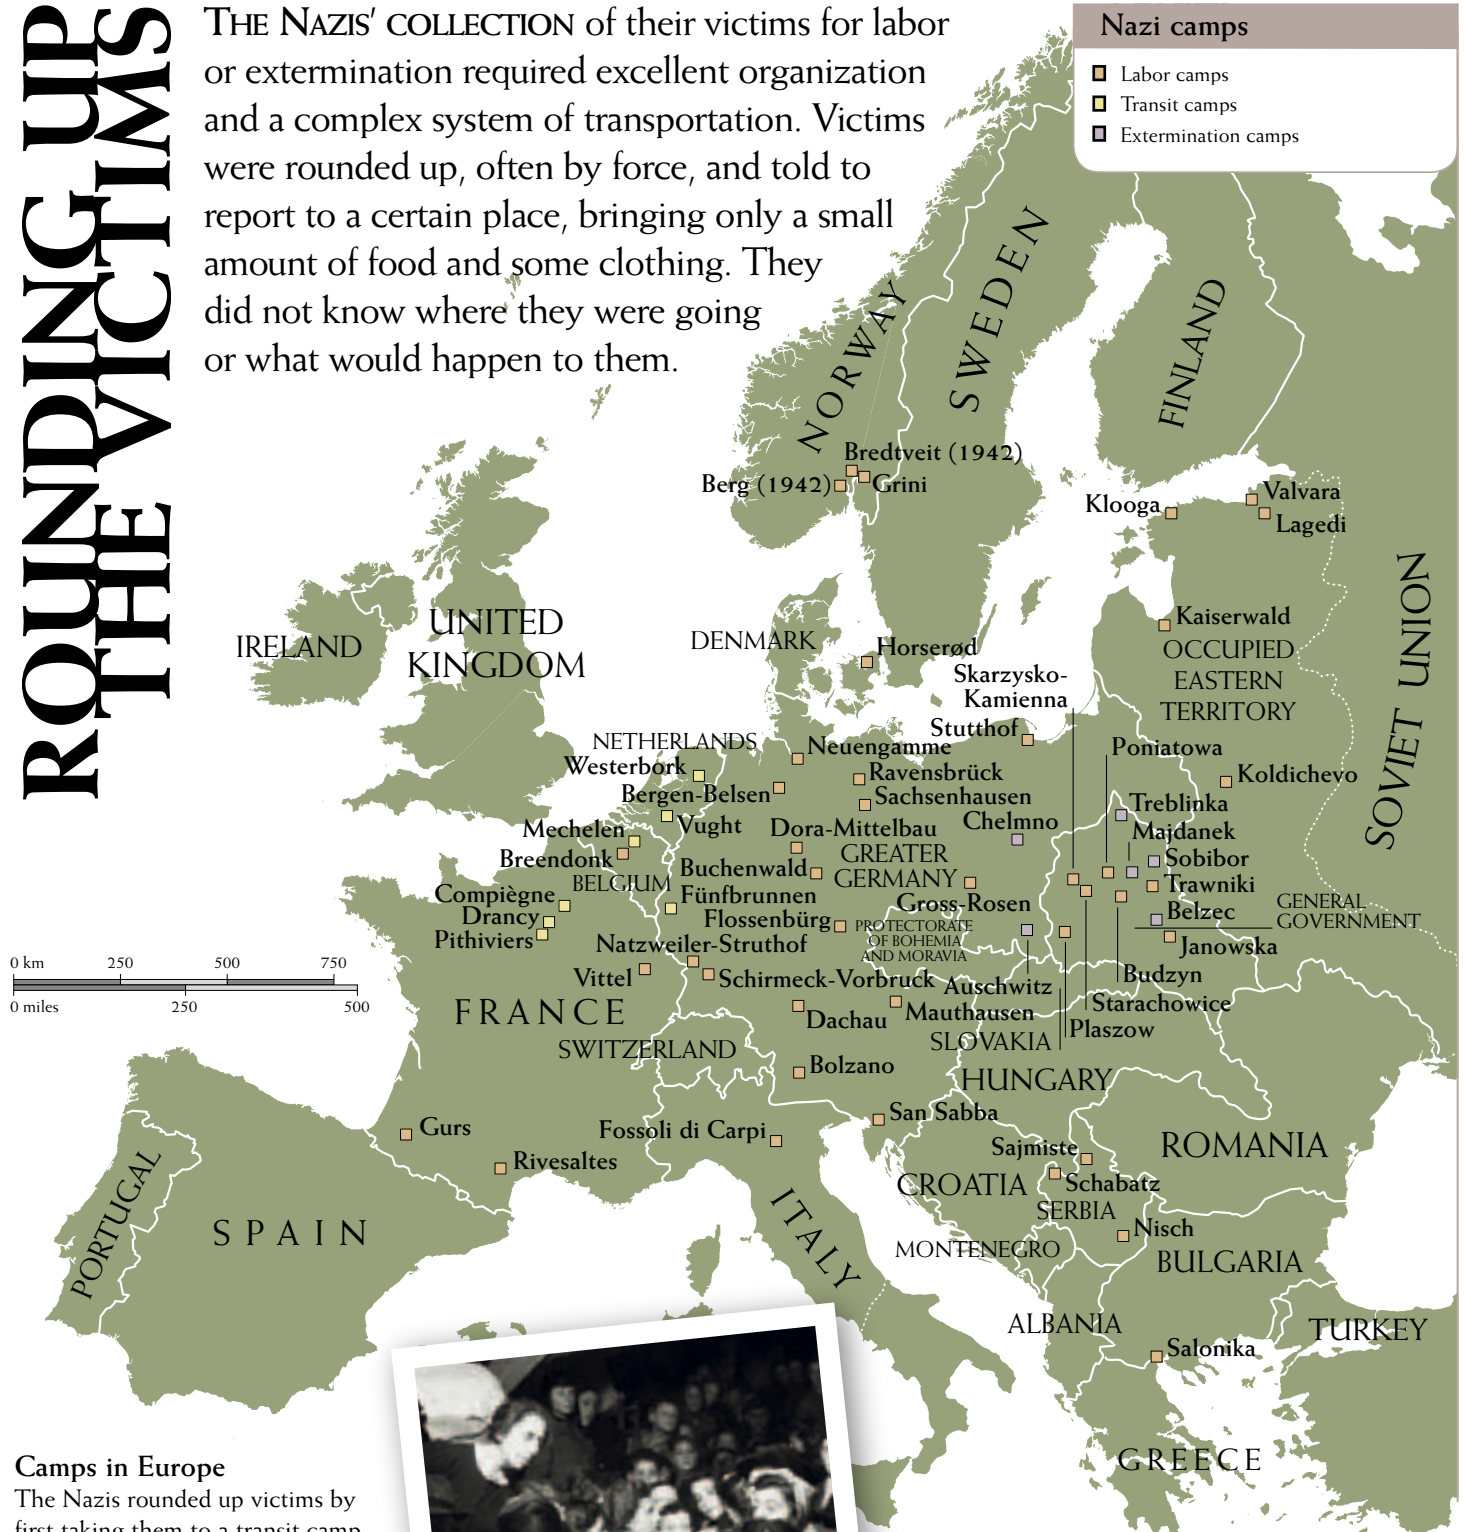 ROUNDING UP
THE VICTIMS
THE NAZIS' COLLECTION of their victims for labor
or extermination required excellent organization
and a complex system of transportation. Victims
were rounded up, often by force, and told to
report to a certain place, bringing only a small
amount of food and some clothing. They
did not know where they were going
or what would happen to them.
Nazi camps
Labor camps
Transit camps
Extermination camps
NORWAY
SWEDEN
FINLAND
Bredtveit (1942)
Berg (1942)
Grini
Klooga
Valvara
Lagedi
SOVIET UNION
IRELAND
UNITED
KINGDOM
DENMARK
Horserød
Kaiserwald
OCCUPIED
EASTERN
TERRITORY
Skarzysko-
Kamienna
Stutthof
NETHERLANDS
Westerbork
Neuengamme
Poniatowa
Bergen-Belsen
Ravensbrück
Sachsenhausen
Koldichevo
Treblinka
Mechelen
Vught
Dora-Mittelbau
Chelmno
Majdanek
Breendonk
GREATER
GERMANY
Sobibor
BELGIUM
Buchenwald
Trawniki
Compiègne
Fünfbrunnen
Gross-Rosen
GENERAL
GOVERNMENT
Drancy
Flossenbürg
Belzec
Pithiviers
PROTECTORATE
OF BOHEMIA
AND MORAVIA
Natzweiler-Struthof
Janowska
0 km 250 500 750
0 miles 250 500
Vittel
Schirmeck-Vorbruck
Auschwitz
Budzyn
FRANCE
Dachau
Mauthausen
Starachowice
Plaszow
SWITZERLAND
SLOVAKIA
Bolzano
HUNGARY
San Sabba
Gurs
Fossoli di Carpi
Rivesaltes
Sajmiste
ROMANIA
CROATIA
Schabatz
PORTUGAL
SPAIN
ITALY
SERBIA
Nisch
MONTENEGRO
BULGARIA
ALBANIA
TURKEY
Salonika
GREECE
Camps in Europe
The Nazis rounded up victims by
first taking them to a transit camp